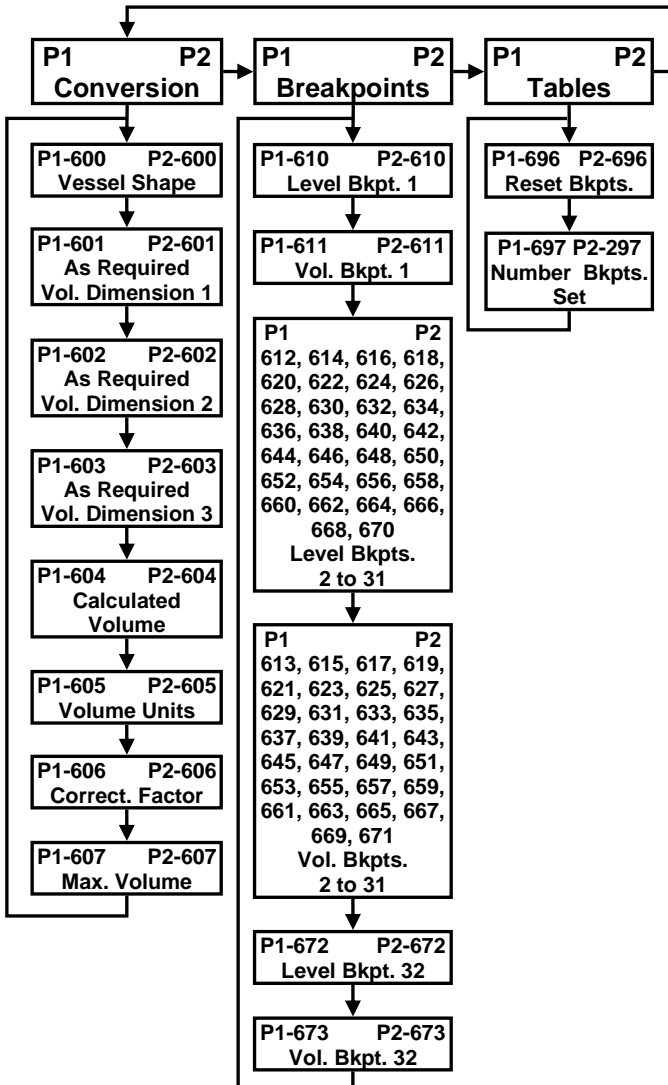 P1 P2
Conversion
P1-600 P2-600
Vessel Shape
P1-601 P2-601
As Required
Vol. Dimension 1
P1-602 P2-602
As Required
Vol. Dimension 2
P1-603 P2-603
As Required
Vol. Dimension 3
P1-604 P2-604
Calculated
Volume
P1-605 P2-605
Volume Units
P1-606 P2-606
Correct. Factor
P1-607 P2-607
Max. Volume
P1 P2
Breakpoints
P1-610 P2-610
Level Bkpt. 1
P1-611 P2-611
Vol. Bkpt. 1
P1 P2
612, 614, 616, 618,
620, 622, 624, 626,
628, 630, 632, 634,
636, 638, 640, 642,
644, 646, 648, 650,
652, 654, 656, 658,
660, 662, 664, 666,
668, 670
Level Bkpts.
2 to 31
P1 P2
613, 615, 617, 619,
621, 623, 625, 627,
629, 631, 633, 635,
637, 639, 641, 643,
645, 647, 649, 651,
653, 655, 657, 659,
661, 663, 665, 667,
669, 671
Vol. Bkpts.
2 to 31
P1-672 P2-672
Level Bkpt. 32
P1-673 P2-673
Vol. Bkpt. 32
P1 P2
Tables
P1-696 P2-696
Reset Bkpts.
P1-697 P2-297
Number Bkpts.
Set